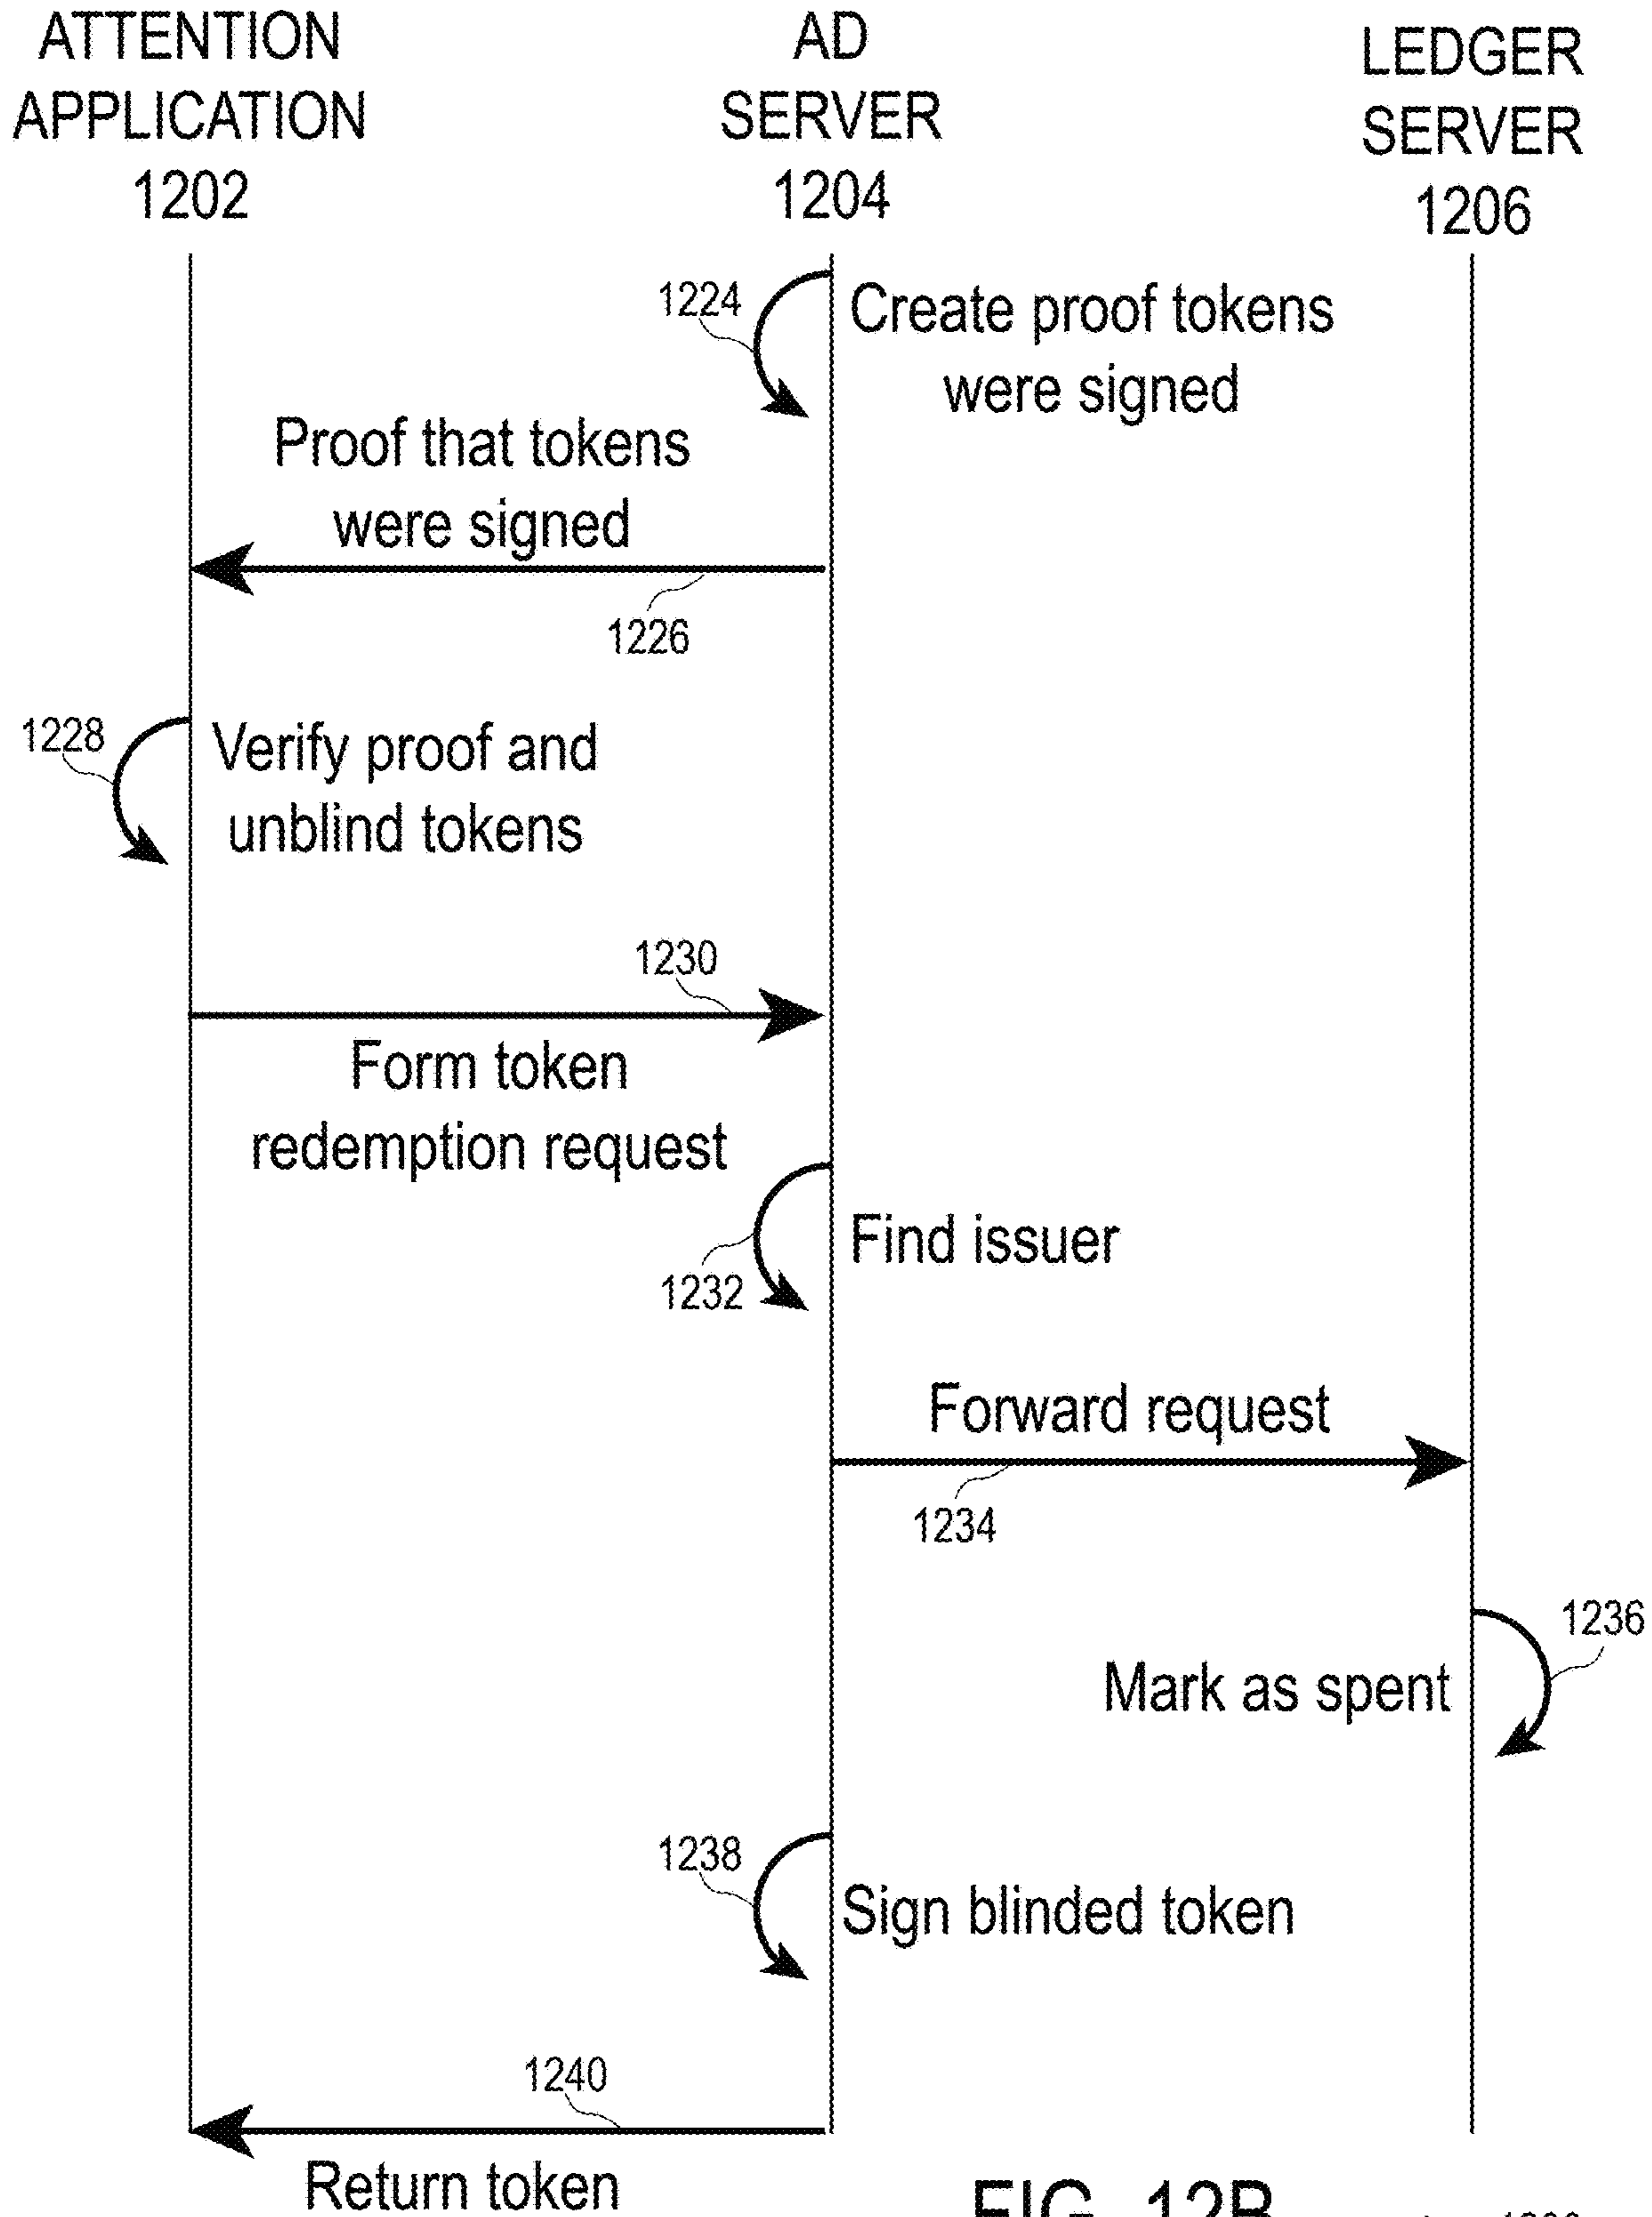 ATTENTION
APPLICATION
1202
AD
SERVER
1204
LEDGER
SERVER
1206
1224
Create proof tokens
were signed
Proof that tokens
were signed
1226
1228
Verify proof and
unblind tokens
1230
Form token
redemption request
1232
Find issuer
Forward request
1234
1236
Mark as spent
1238
Sign blinded token
1240
Return token
FIG. 12B